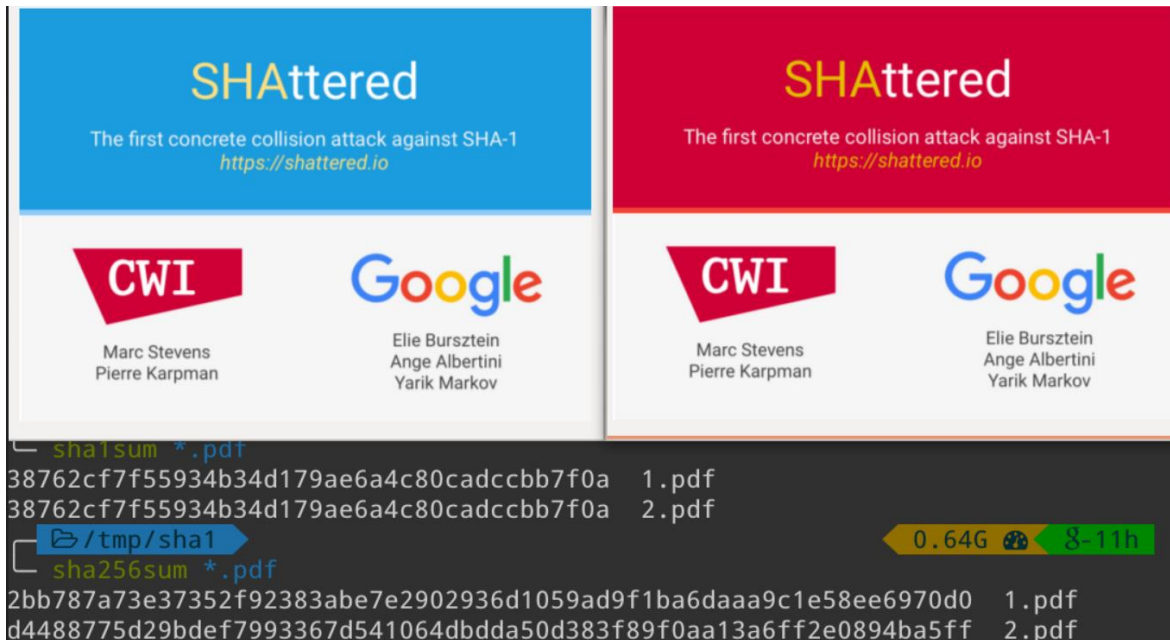 SHAttered
The first concrete collision attack against SHA-1
https://shattered.io
CWI
Marc Stevens
Pierre Karpman
Google
Elie Bursztein
Ange Albertini
Yarik Markov
SHAttered
The first concrete collision attack against SHA-1
https://shattered.io
CWI
Marc Stevens
Pierre Karpman
Google
Elie Bursztein
Ange Albertini
Yarik Markov
sha1sum *.pdf
38762cf7f55934b34d179ae6a4c80cadccbb7f0a 1.pdf
38762cf7f55934b34d179ae6a4c80cadccbb7f0a 2.pdf
/tmp/sha1 0.64G 8-11h
sha256sum *.pdf
2bb787a73e37352f92383abe7e2902936d1059ad9f1ba6daaa9c1e58ee6970d0 1.pdf
d4488775d29bdef7993367d541064dbdda50d383f89f0aa13a6ff2e0894ba5ff 2.pdf